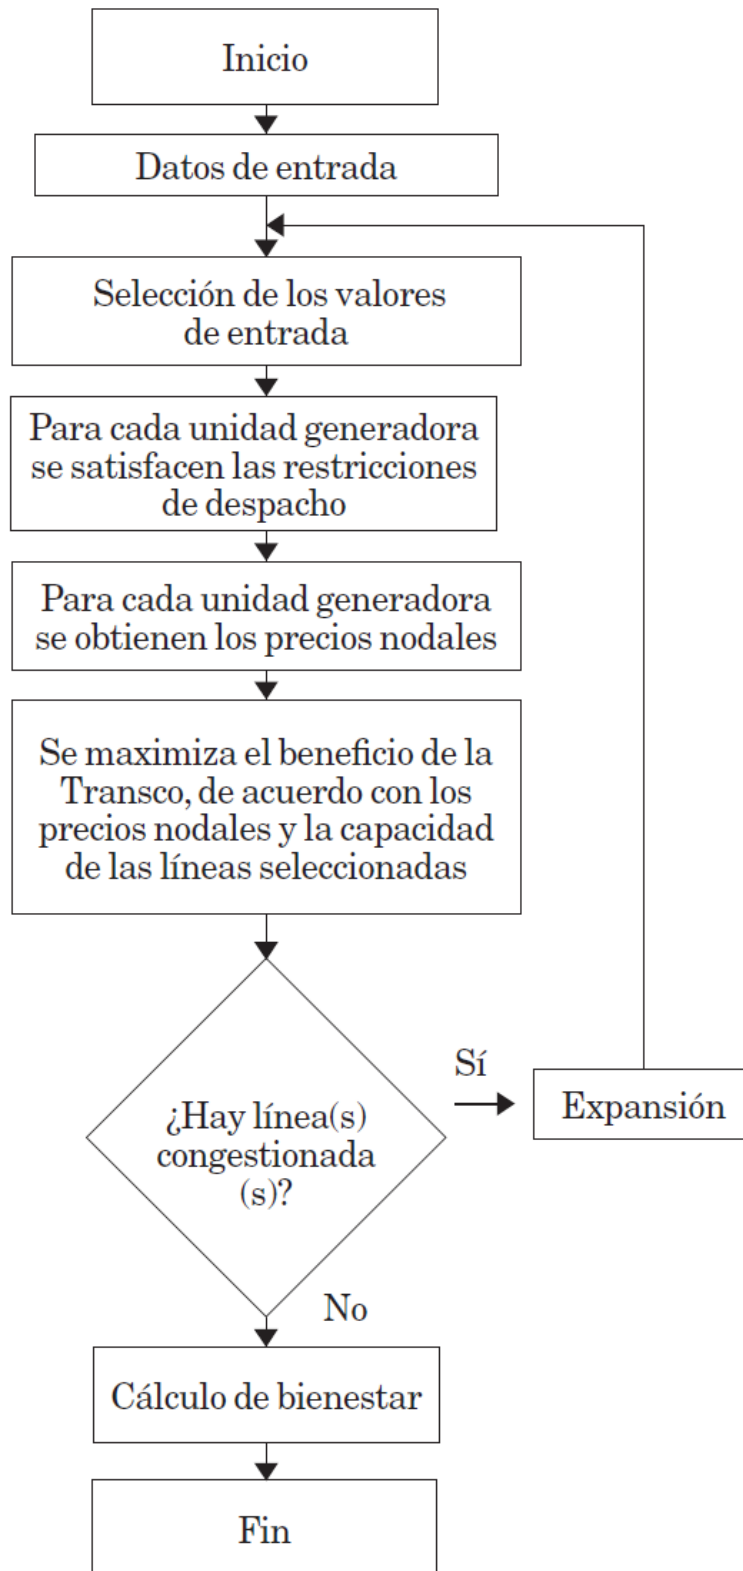 Inicio
Datos de entrada
Selección de los valores
de entrada
Para cada unidad generadora
se satisfacen las restricciones
de despacho
Para cada unidad generadora
se obtienen los precios nodales
Se maximiza el beneficio de la
Transco, de acuerdo con los
precios nodales y la capacidad
de las líneas seleccionadas
¿Hay línea(s)
congestionada
(s)?
Sí
Expansión
No
Cálculo de bienestar
Fin